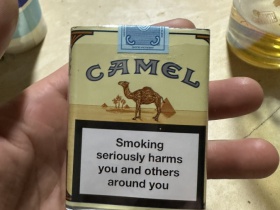 CAMEL
Smoking
seriously harms
you and others
around you